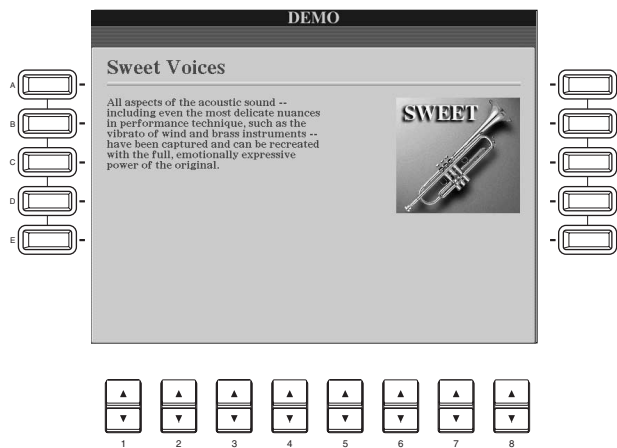 DEMO
Sweet Voices
All aspects of the acoustic sound --
including even the most delicate nuances
in performance technique, such as the
vibrato of wind and brass instruments --
have been captured and can be recreated
with the full, emotionally expressive
power of the original.
SWEET
A
B
C
D
E
1 2 3 4 5 6 7 8